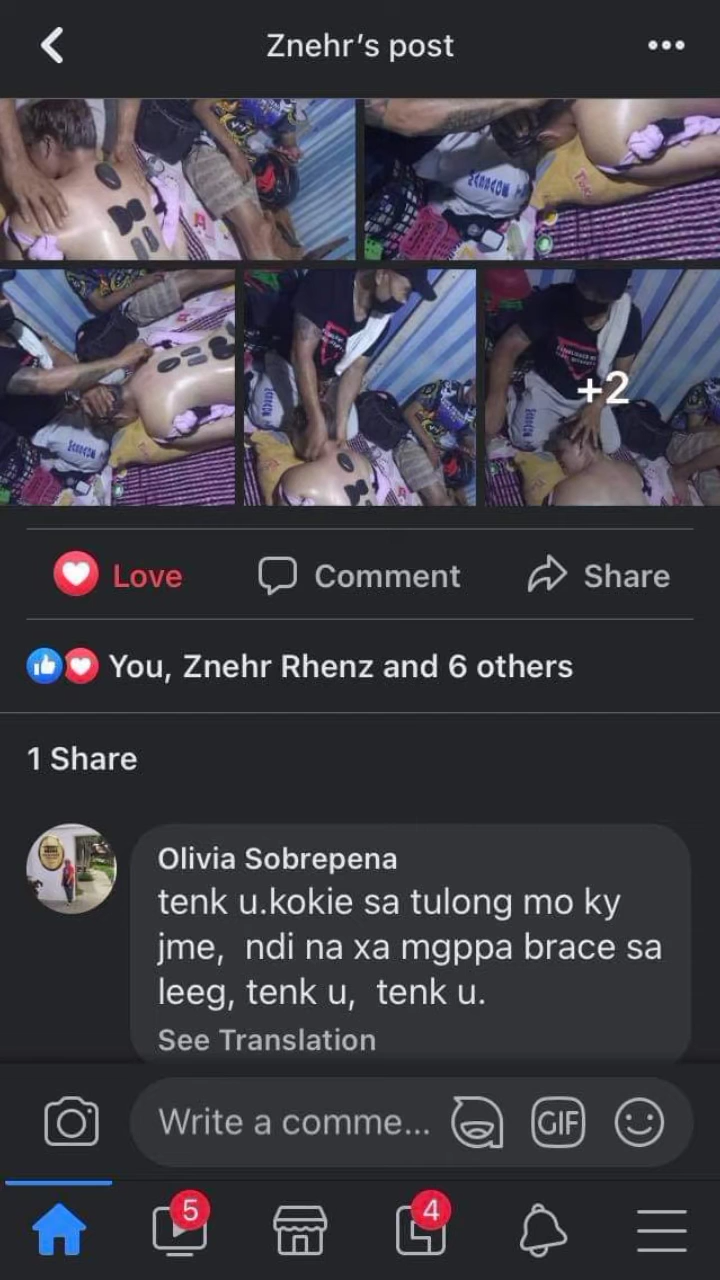 Znehr's post
+2
Love
Comment
Share
You, Znehr Rhenz and 6 others
1 Share
Olivia Sobrepena
tenk u.kokie sa tulong mo ky
jme,  ndi na xa mgppa brace sa
leeg, tenk u,  tenk u.
See Translation
Write a comme...
GIF
5
4